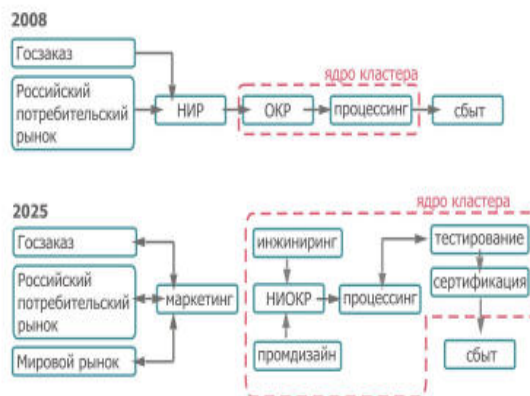 2008
Госзаказ
ядро кластера
Российский
потребительский
рынок
НИР
ОКР
процессинг
сбыт
2025
ядро кластера
Госзаказ
инжиниринг
тестирование
Российский
потребительский
рынок
маркетинг
НИОКР
процессинг
сертификация
Мировой рынок
промдизайн
сбыт